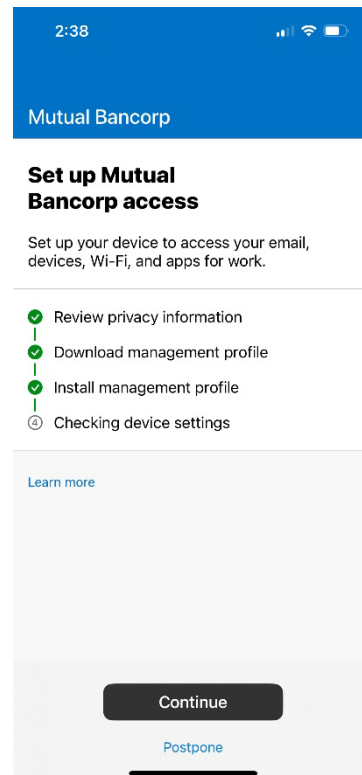 2:38
Mutual Bancorp
Set up Mutual
Bancorp access
Set up your device to access your email,
devices, Wi-Fi, and apps for work.
Review privacy information
Download management profile
Install management profile
4 Checking device settings
Learn more
Continue
Postpone